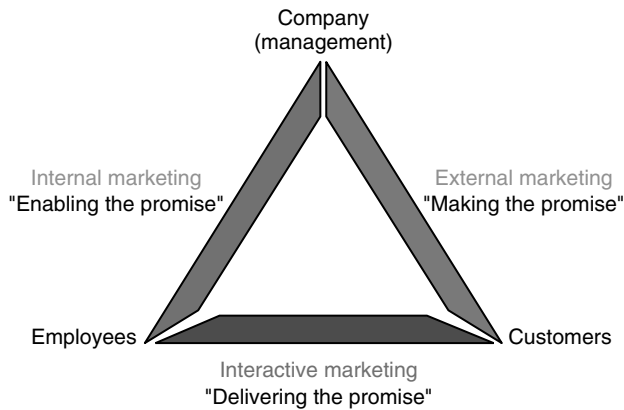 Company
(management)
Internal marketing
"Enabling the promise"
External marketing
"Making the promise"
Employees
Customers
Interactive marketing
"Delivering the promise"